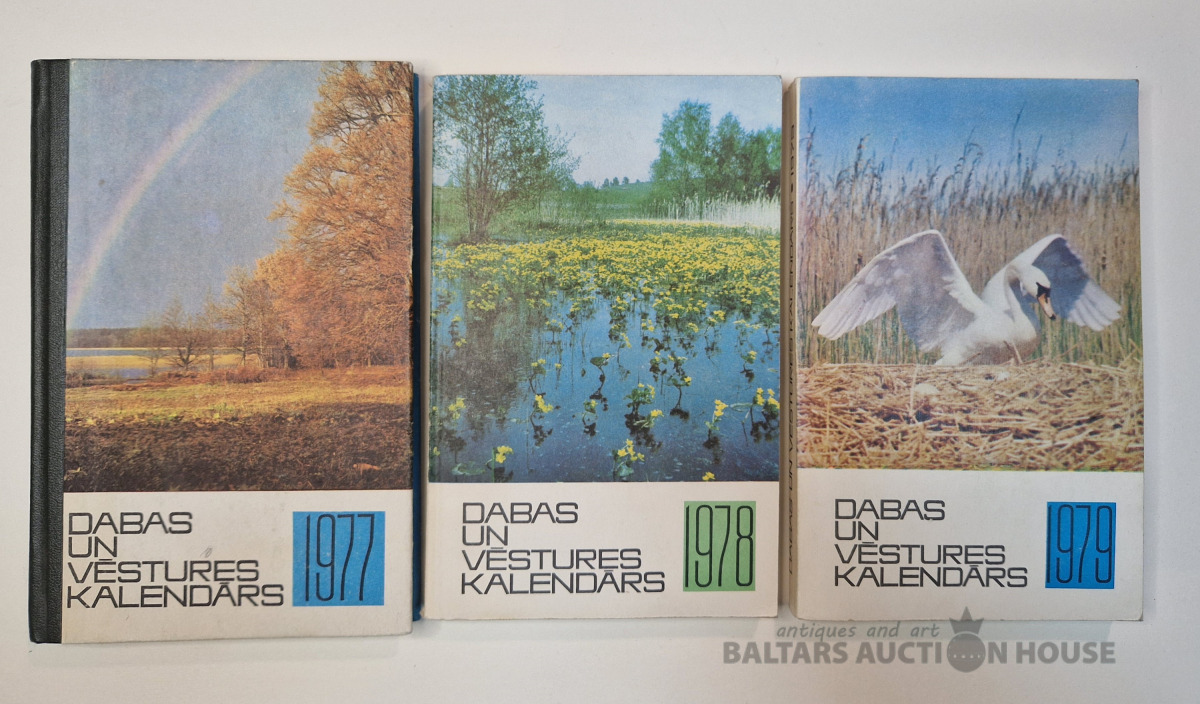 DABAS
UN
VĒSTURES
KALENDĀRS
1977
DABAS
UN
VĒSTURES
KALENDĀRS
1978
DABAS
UN
VĒSTURES
KALENDĀRS
1979
antiques and art
BALTARS AUCTION HOUSE